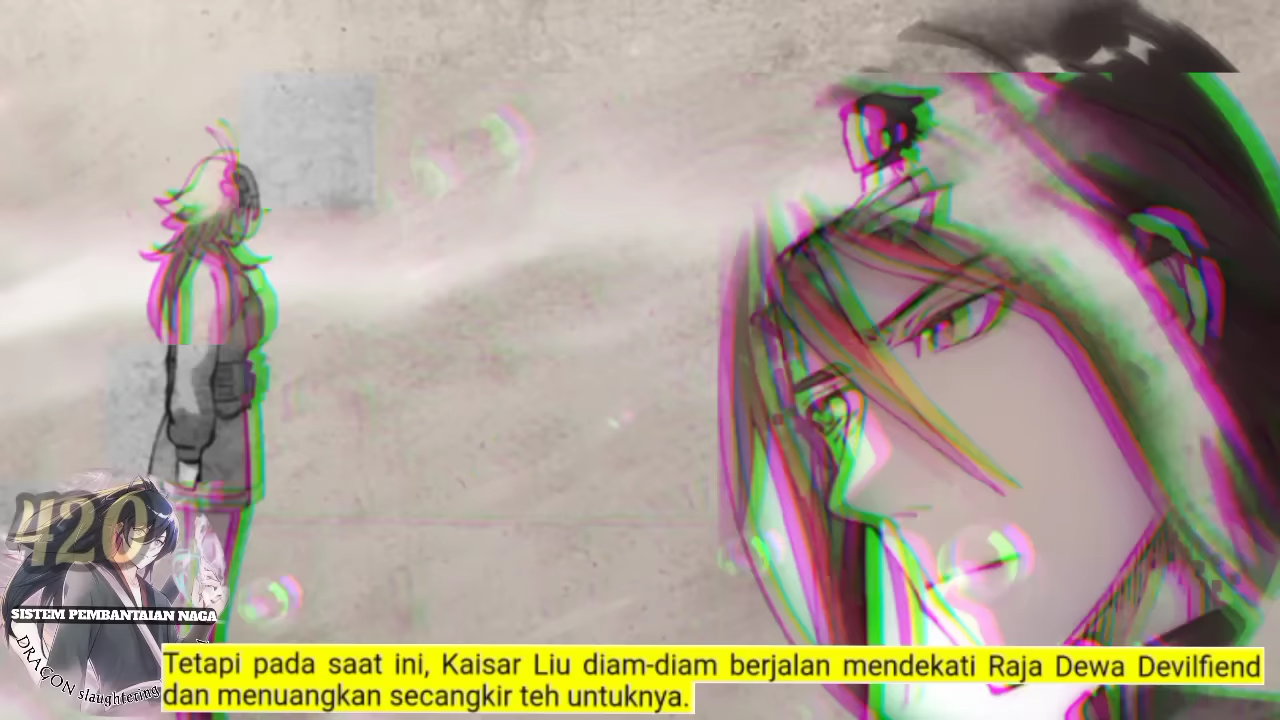 420
SISTEM PEMBANTAIAN NAGA
DRACON slaughtering
Tetapi pada saat ini, Kaisar Liu diam-diam berjalan mendekati Raja Dewa Devilfiend
dan menuangkan secangkir teh untuknya.